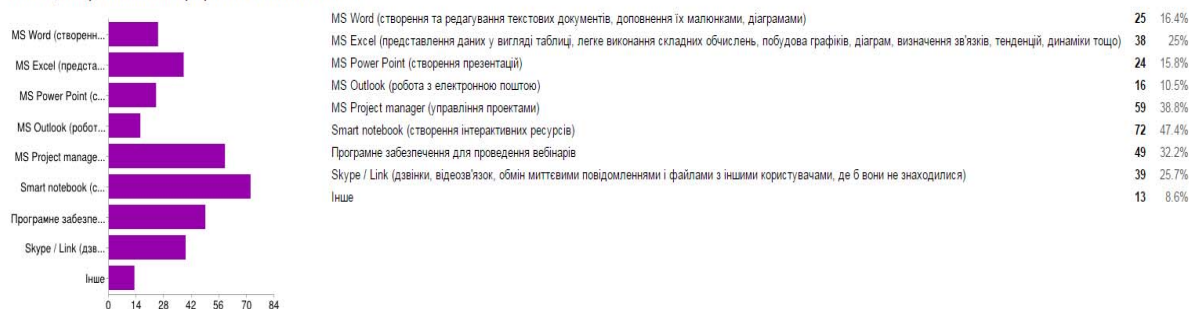 MS Word (створенн...
MS Excel (предста...
MS Power Point (с...
MS Outlook (робот...
MS Project manage...
Smart notebook (с...
Програмне забезпе...
Skype / Link (дзв...
Інше
0 14 28 42 56 70 84
MS Word (створення та редагування текстових документів, доповнення їх малюнками, діаграмами) 25 16.4%
MS Excel (представлення даних у вигляді таблиці, легке виконання складних обчислень, побудова графіків, діаграм, визначення зв'язків, тенденцій, динаміки тощо) 38 25%
MS Power Point (створення презентацій) 24 15.8%
MS Outlook (робота з електронною поштою) 16 10.5%
MS Project manager (управління проектами) 59 38.8%
Smart notebook (створення інтерактивних ресурсів) 72 47.4%
Програмне забезпечення для проведення вебінарів 49 32.2%
Skype / Link (дзвінки, відеозв'язок, обмін миттєвими повідомленнями і файлами з іншими користувачами, де б вони не знаходилися) 39 25.7%
Інше 13 8.6%